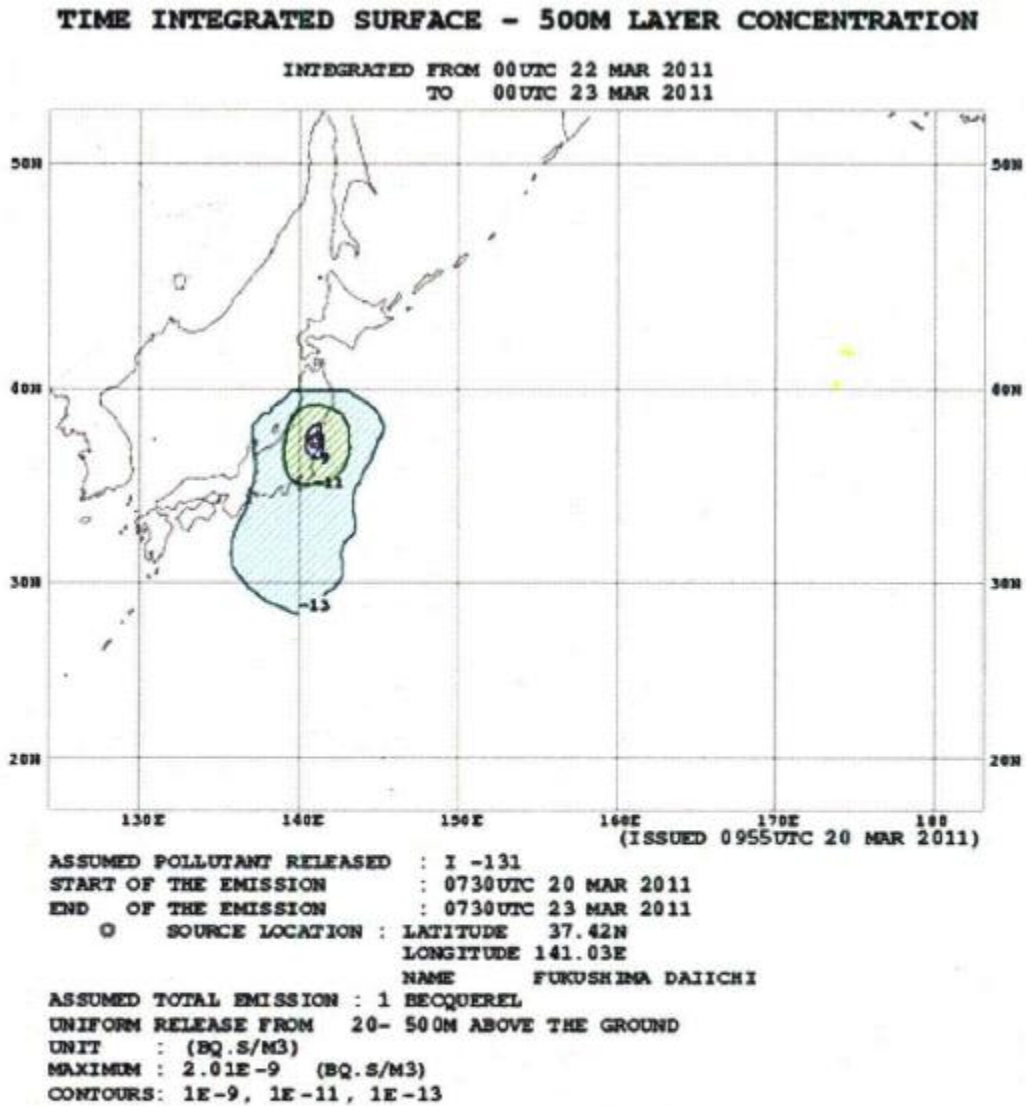 TIME INTEGRATED SURFACE - 500M LAYER CONCENTRATION
INTEGRATED FROM 00UTC 22 MAR 2011
TO 00UTC 23 MAR 2011
50N 50N
40N 40N
-11
30N 30N
-13
20N 20N
130E 140E 150E 160E 170E 180
(ISSUED 0955UTC 20 MAR 2011)
ASSUMED POLLUTANT RELEASED : I -131
START OF THE EMISSION : 0730UTC 20 MAR 2011
END OF THE EMISSION : 0730UTC 23 MAR 2011
SOURCE LOCATION : LATITUDE 37.42N
LONGITUDE 141.03E
NAME FUKUSHIMA DAIICHI
ASSUMED TOTAL EMISSION : 1 BECQUEREL
UNIFORM RELEASE FROM 20- 500M ABOVE THE GROUND
UNIT : (BQ.S/M3)
MAXIMUM : 2.01E-9 (BQ.S/M3)
CONTOURS: 1E-9, 1E-11, 1E-13